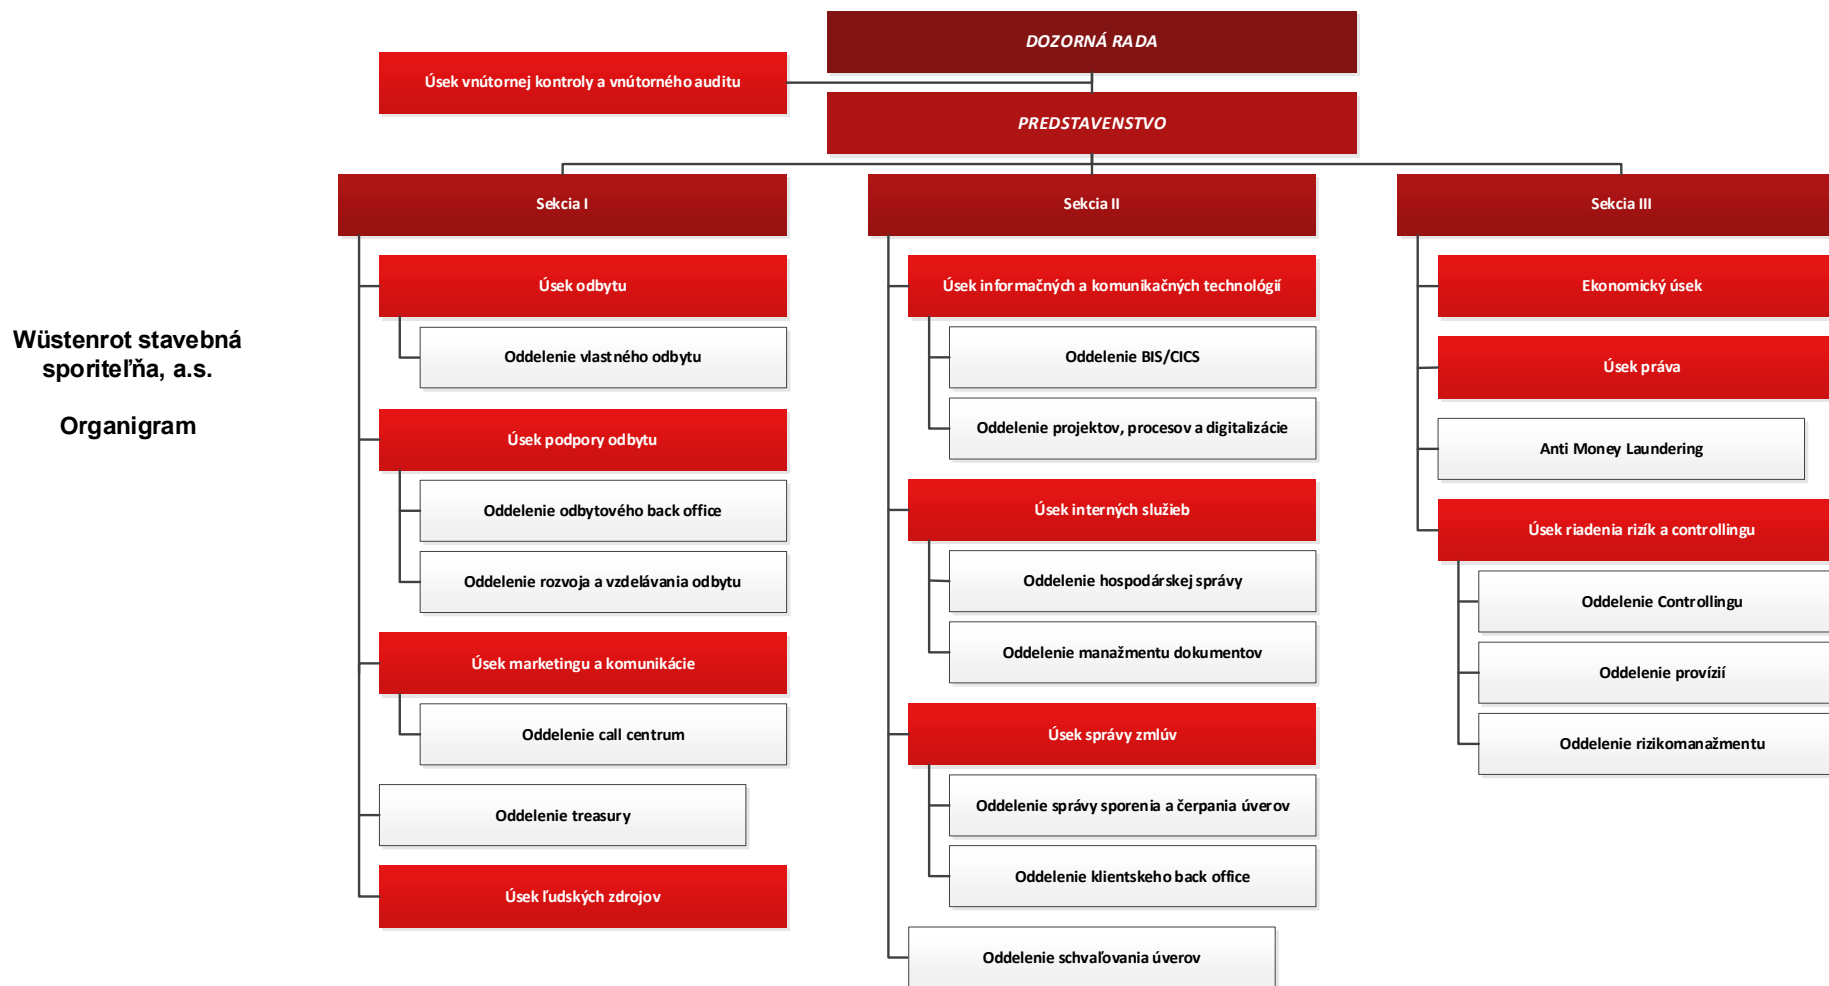 DOZORNÁ RADA
Úsek vnútornej kontroly a vnútorného auditu
PREDSTAVENSTVO
Wüstenrot stavebná
sporiteľňa, a.s.
Organigram
Sekcia I
Úsek odbytu
Oddelenie vlastného odbytu
Úsek podpory odbytu
Oddelenie odbytového back office
Oddelenie rozvoja a vzdelávania odbytu
Úsek marketingu a komunikácie
Oddelenie call centrum
Oddelenie treasury
Úsek ľudských zdrojov
Sekcia II
Úsek informačných a komunikačných technológií
Oddelenie BIS/CICS
Oddelenie projektov, procesov a digitalizácie
Úsek interných služieb
Oddelenie hospodárskej správy
Oddelenie manažmentu dokumentov
Úsek správy zmlúv
Oddelenie správy sporenia a čerpania úverov
Oddelenie klientskeho back office
Oddelenie schvaľovania úverov
Sekcia III
Ekonomický úsek
Úsek práva
Anti Money Laundering
Úsek riadenia rizík a controllingu
Oddelenie Controllingu
Oddelenie provízií
Oddelenie rizikomanažmentu